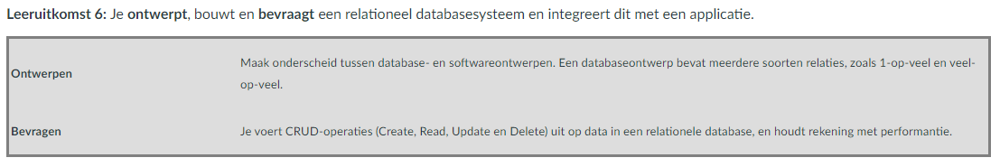 Leeruitkomst 6: Je ontwerpt, bouwt en bevraagt een relationeel databasesysteem en integreert dit met een applicatie.
Ontwerpen
Maak onderscheid tussen database- en softwareontwerpen. Een databaseontwerp bevat meerdere soorten relaties, zoals 1-op-veel en veel-
op-veel.
Bevragen
Je voert CRUD-operaties (Create, Read, Update en Delete) uit op data in een relationele database, en houdt rekening met performantie.